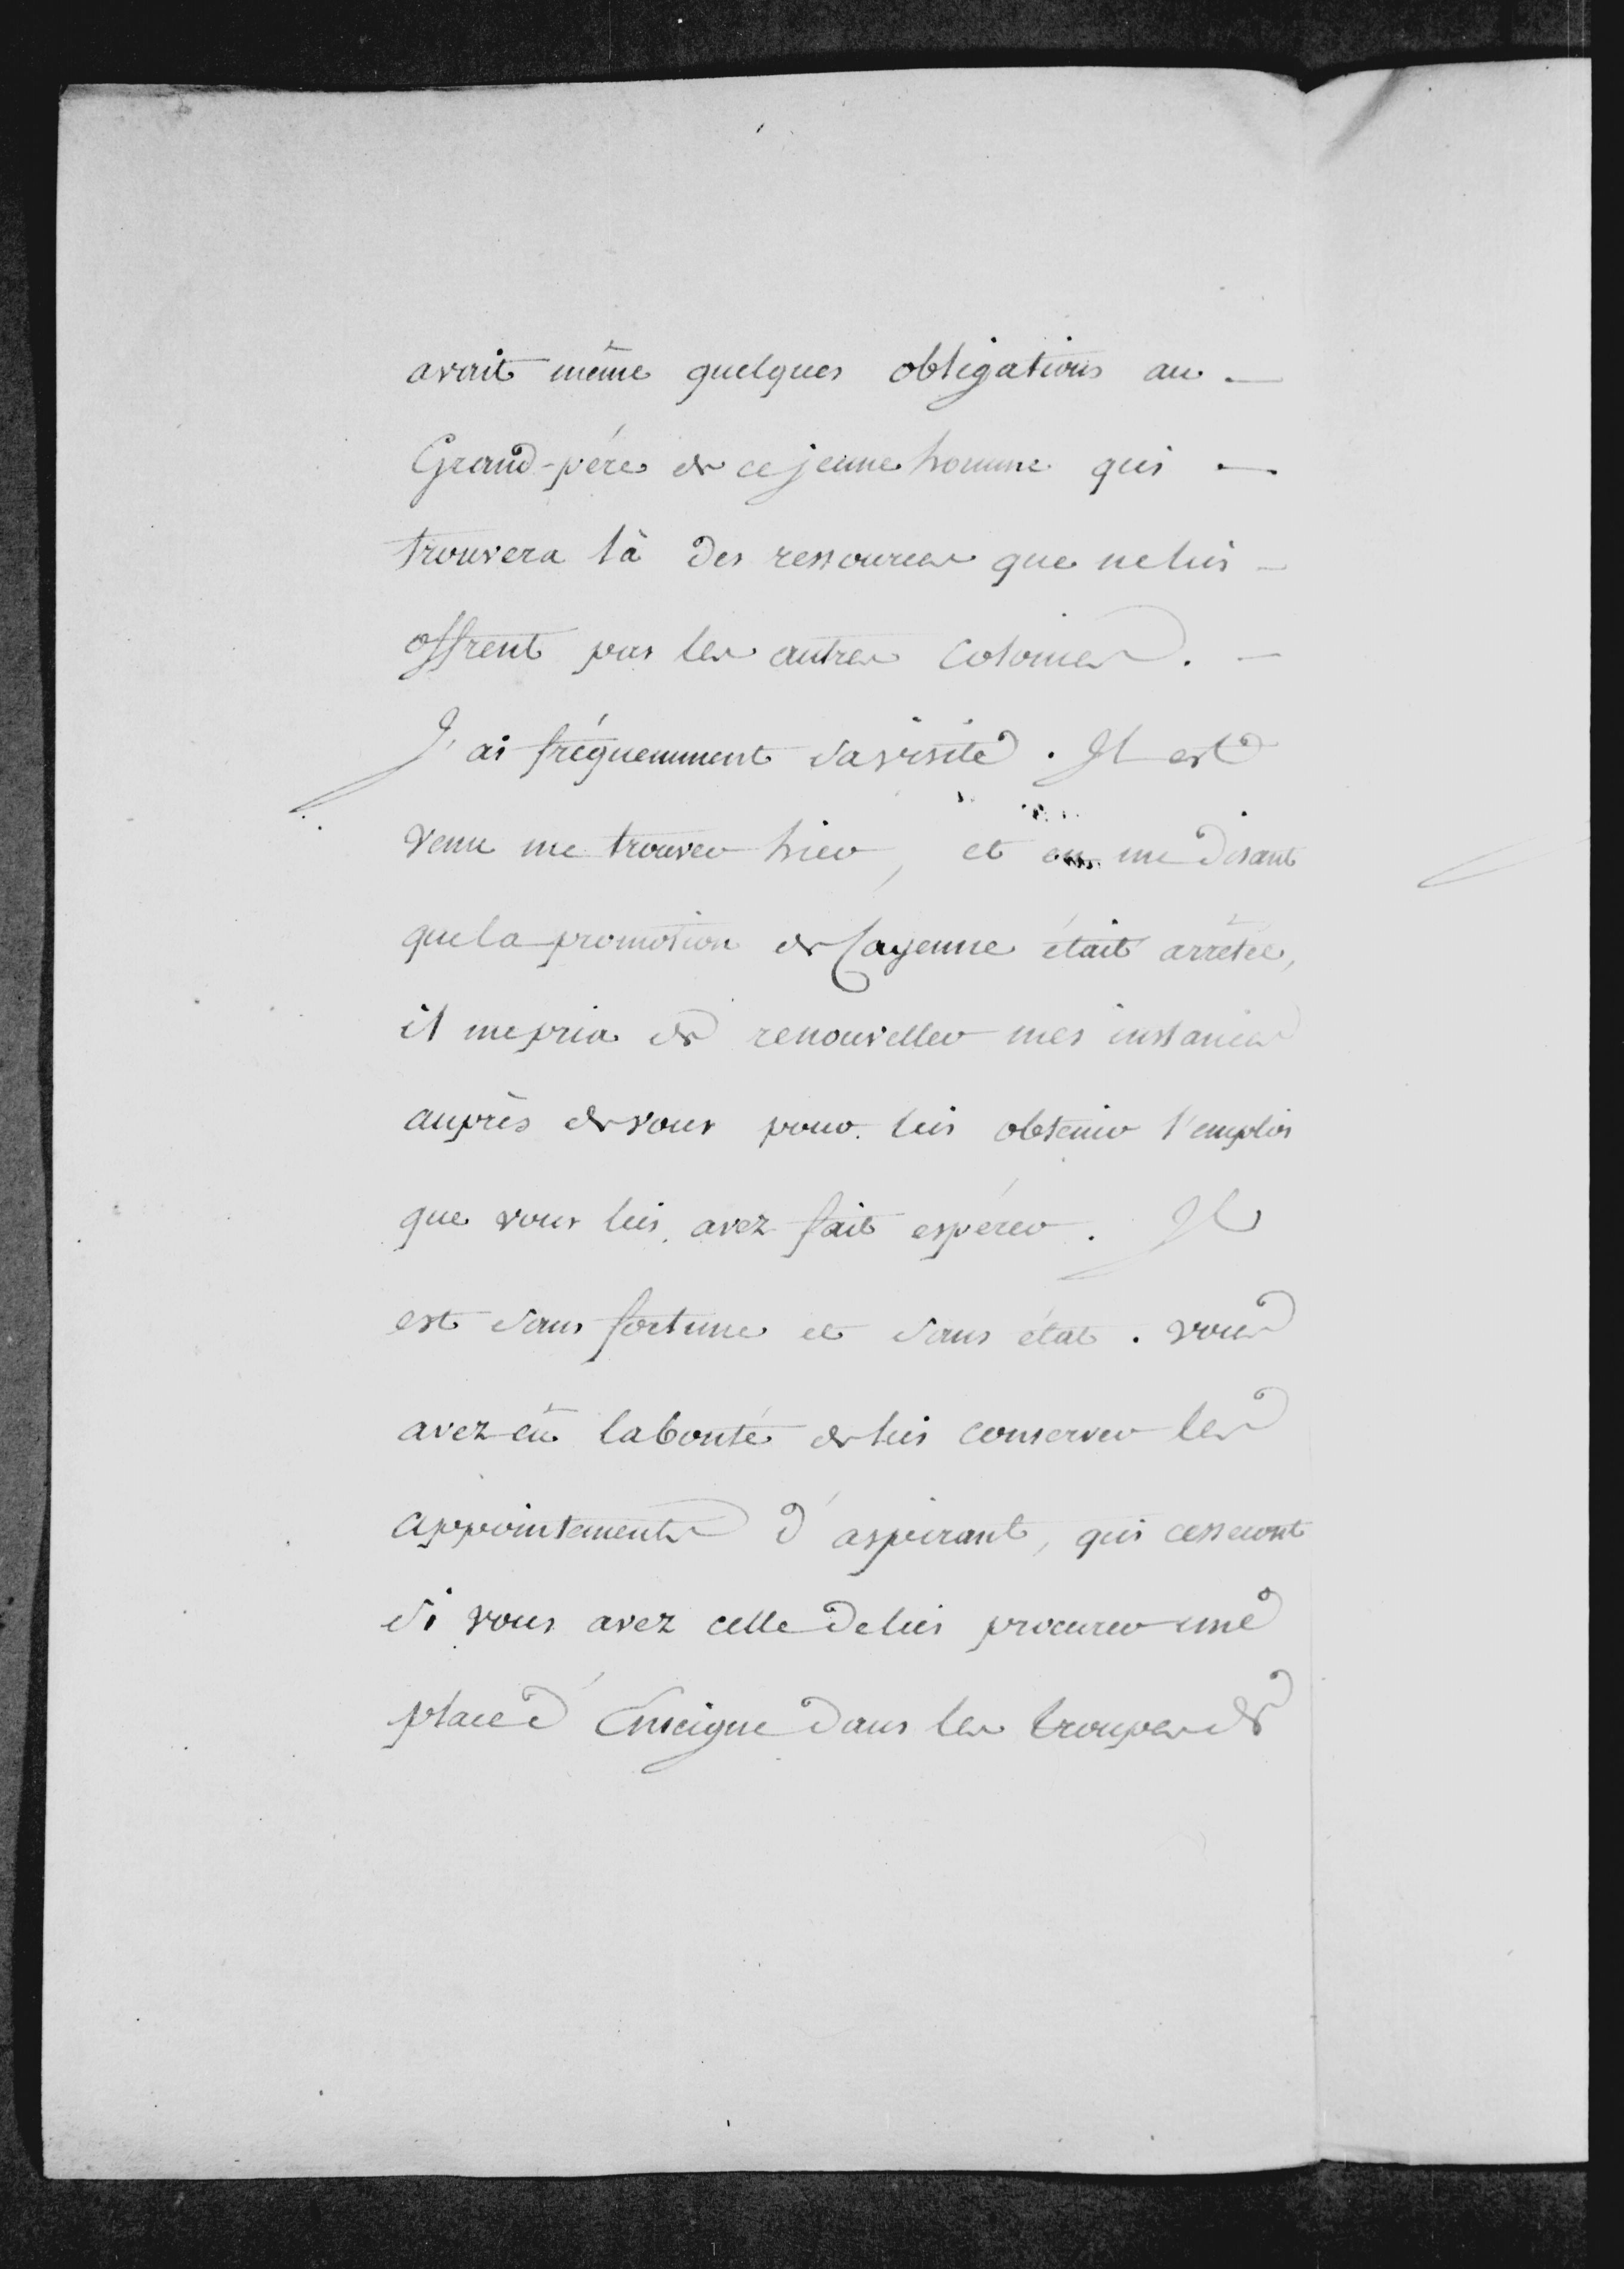 avait même quelques obligations au
Grand-père de ce jeune homme qui
trouvera là des ressources que ne lui
offrent pas les autres colonies.
J'ai fréquemment sa visite. Il est
venu me trouver hier, et en me disant
que la promotion de Cayenne était arrêtée,
il me pria de renouveller mes instances
auprès de vous pour lui obtenir l'emploi
que vous lui avez fait espérer. Il
est sans fortune et sans état. vous
avez eû la bonté de lui conserver les
appointements d'aspirant, qui cesseront
si vous avez celle de lui procurer une
place d'Enseigne dans les troupes de